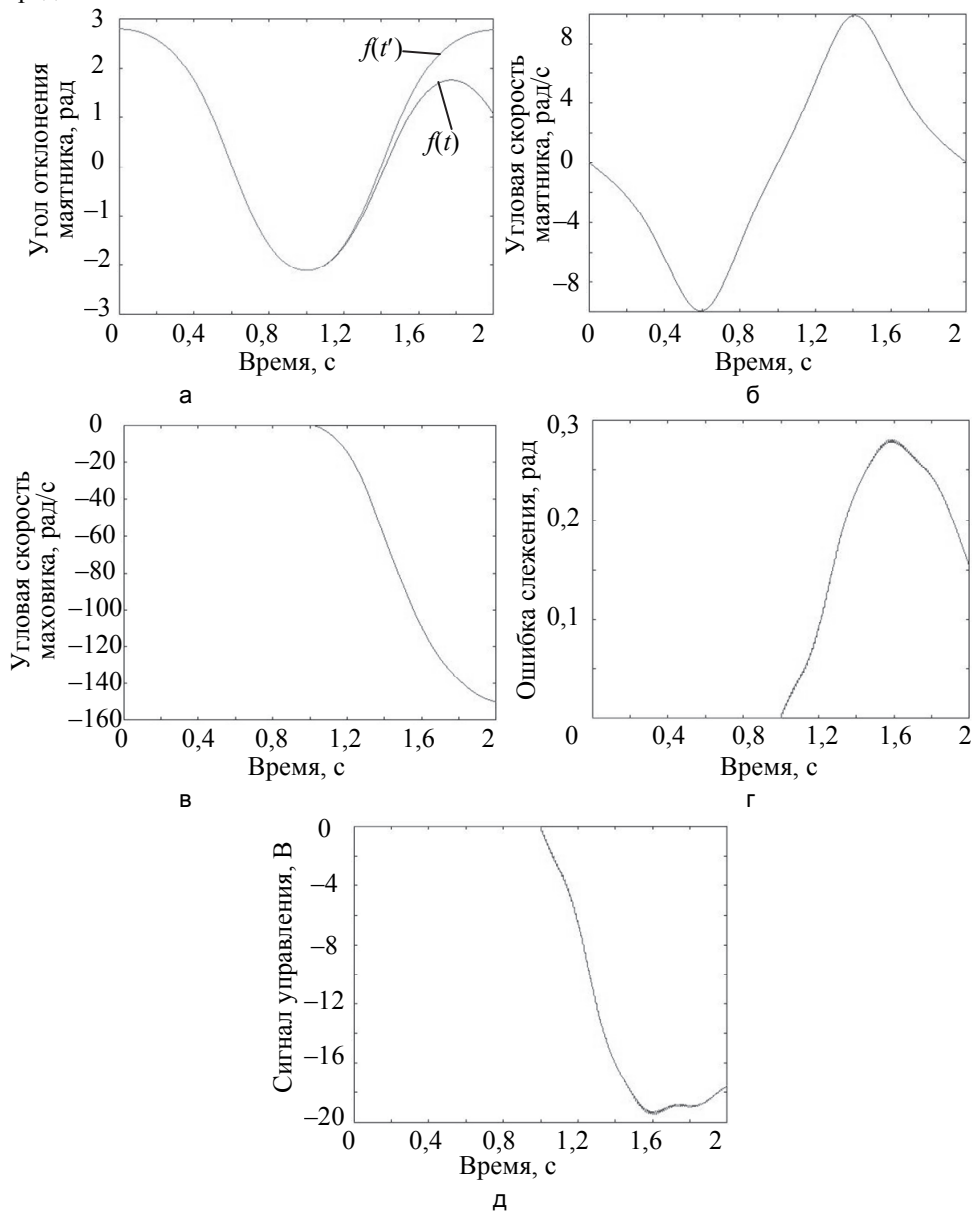 3
2
1
0
–1
–2
–3
Угол отклонения
маятника, рад
f(t′)
f(t)
0 0,4 0,8 1,2 1,6 2
Время, с
а
8
4
0
–4
–8
Угловая скорость
маятника, рад/с
0 0,4 0,8 1,2 1,6 2
Время, с
б
0
–20
–40
–60
–80
–100
–120
–140
–160
Угловая скорость
маховика, рад/с
0 0,4 0,8 1,2 1,6 2
Время, с
в
0,3
0,2
0,1
Ошибка слежения, рад
0 0,4 0,8 1,2 1,6 2
Время, с
г
0
–4
–8
–12
–16
–20
Сигнал управления, В
0 0,4 0,8 1,2 1,6 2
Время, с
д